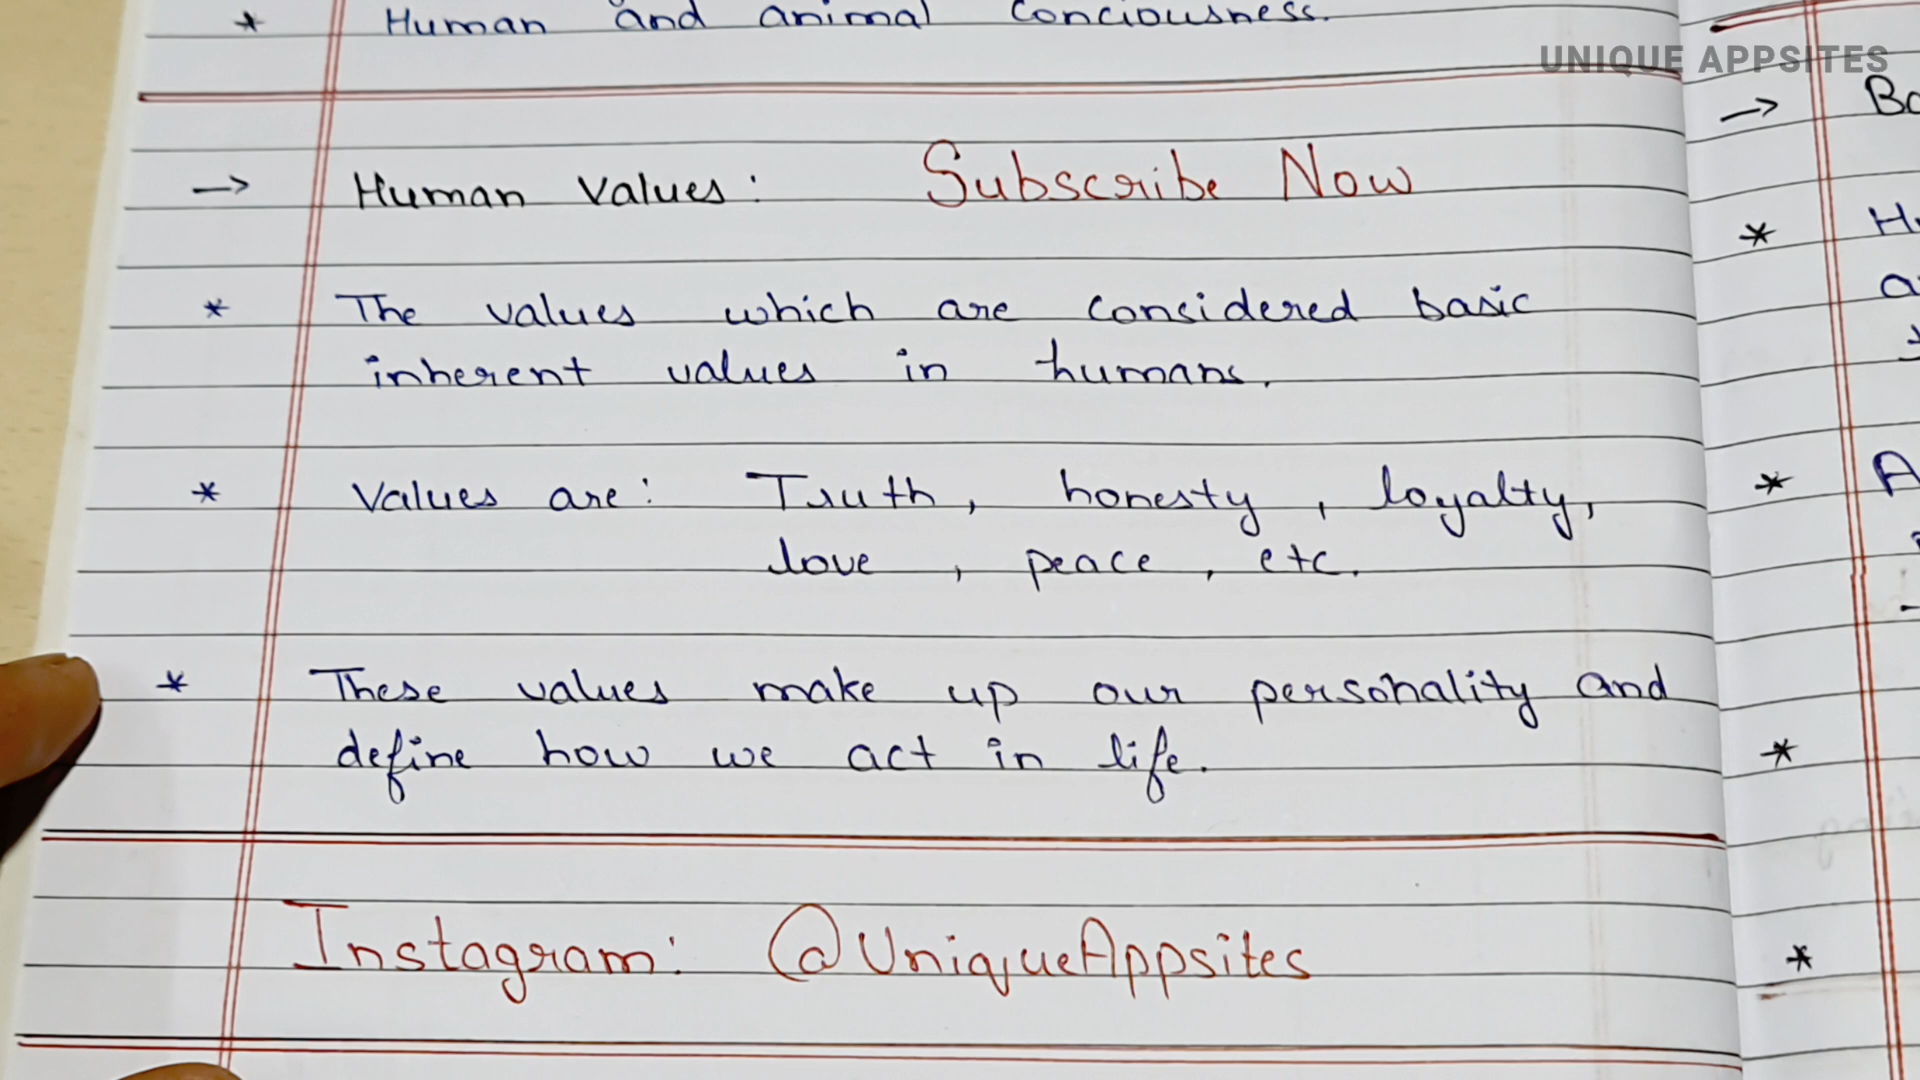 * Human and animal Conciousness.
UNIQUE APPSITES
→ Human Values: Subscribe Now
* The values which are considered basic
inherent values in humans.
* Values are: Truth, honesty, loyalty,
love, peace, etc.
* These values make up our personality and
define how we act in life.
Instagram: @UniqueAppsites